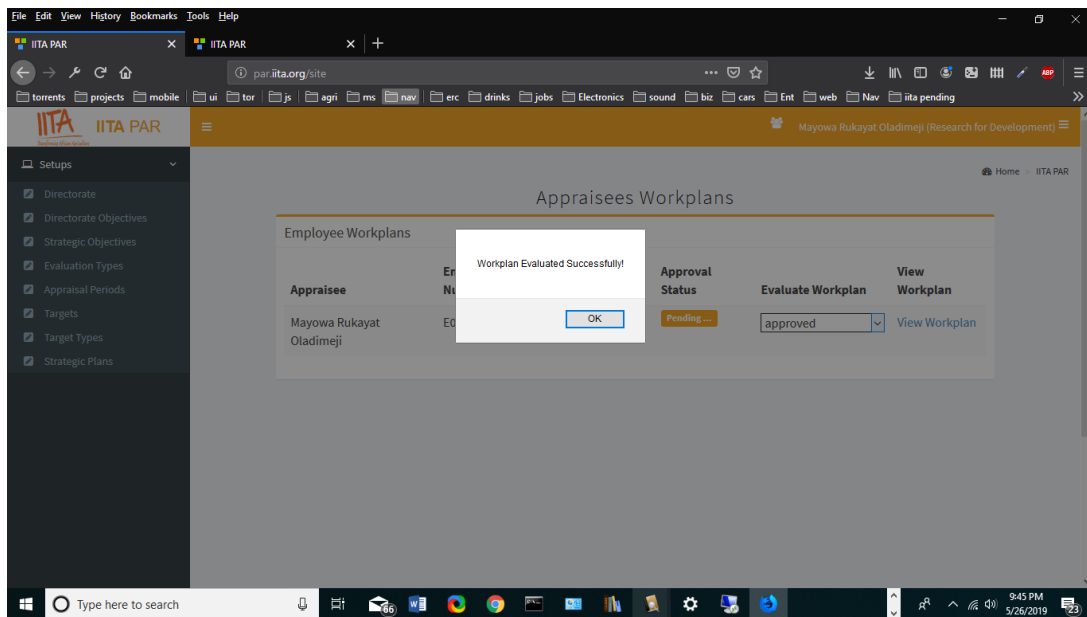 File Edit View History Bookmarks Tools Help
IITA PAR
IITA PAR
par.iita.org/site
ABP
torrents projects mobile ui tor js agri ms nav erc drinks jobs Electronics sound biz cars Ent web Nav iita pending
IITA
IITA PAR
Mayowa Rukayat Oladimeji (Research for Development)
Setups
Directorate
Directorate Objectives
Strategic Objectives
Evaluation Types
Appraisal Periods
Targets
Target Types
Strategic Plans
Home > IITA PAR
Appraisees Workplans
Employee Workplans
Workplan Evaluated Successfully!
OK
Appraisee
Approval Status
Evaluate Workplan
View Workplan
Mayowa Rukayat Oladimeji
Pending ...
approved
View Workplan
Type here to search
66
9:45 PM
5/26/2019
23